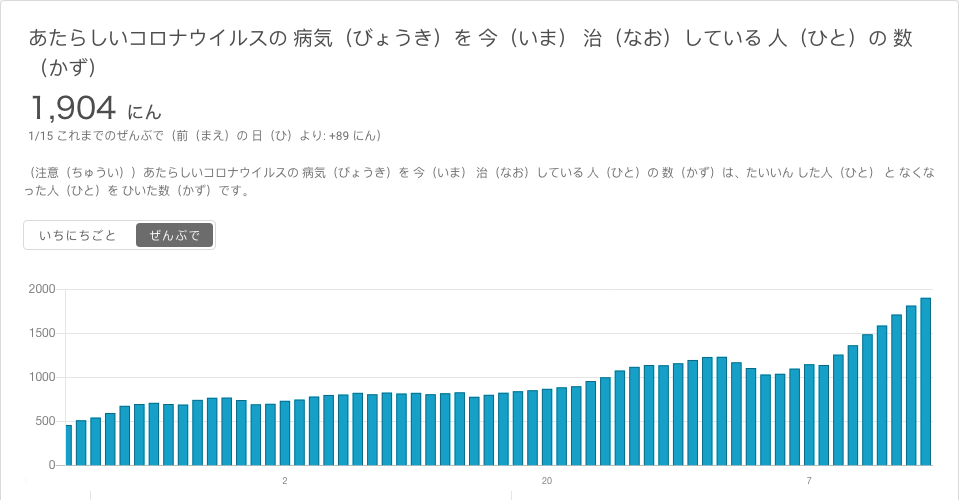 あたらしいコロナウイルスの 病気（びょうき）を 今（いま） 治（なお）している 人（ひと）の 数
（かず）
1,904 にん
1/15 これまでのぜんぶで（前（まえ）の 日（ひ）より: +89 にん）
（注意（ちゅうい））あたらしいコロナウイルスの 病気（びょうき）を 今（いま） 治（なお）している 人（ひと）の 数（かず）は、たいいん した人（ひと） と なくな
った人（ひと）を ひいた数（かず）です。
いちにちごと ぜんぶで
2000
1500
1000
500
0
2 20 7